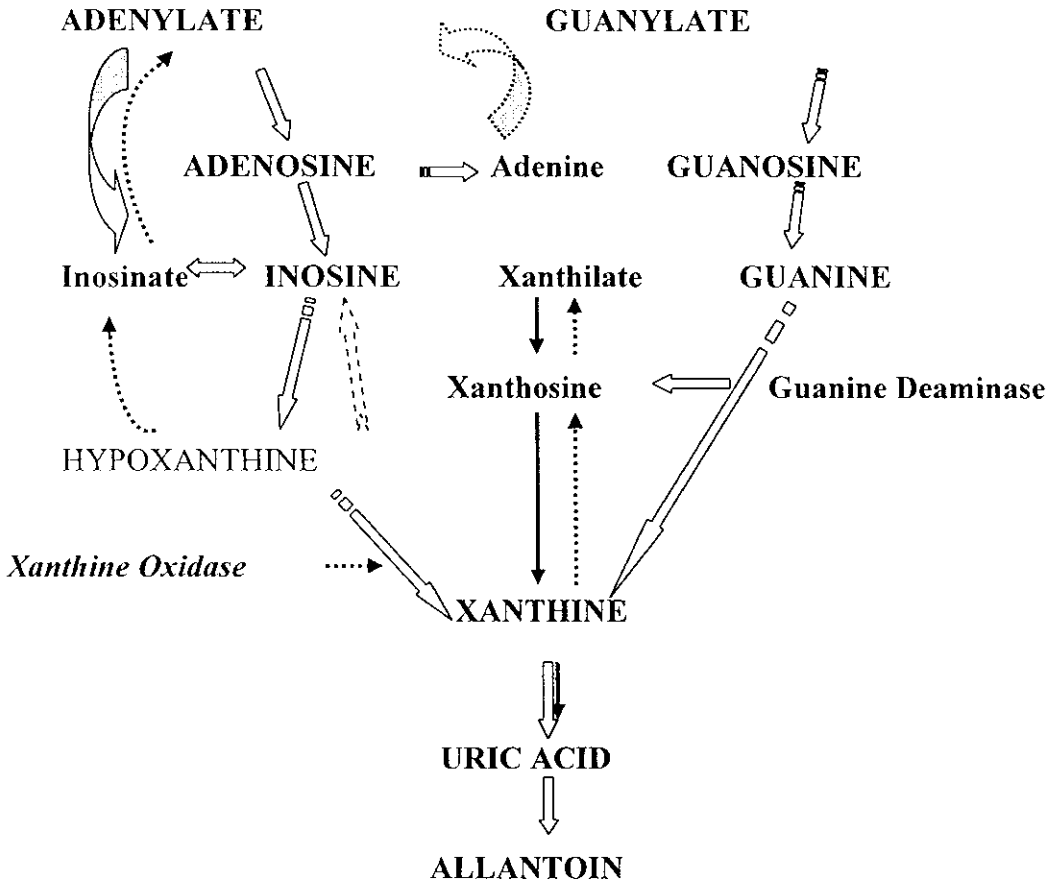 ADENYLATE GUANYLATE
ADENOSINE Adenine GUANOSINE
Inosinate INOSINE Xanthilate GUANINE
Xanthosine Guanine Deaminase
HYPOXANTHINE
Xanthine Oxidase
XANTHINE
URIC ACID
ALLANTOIN